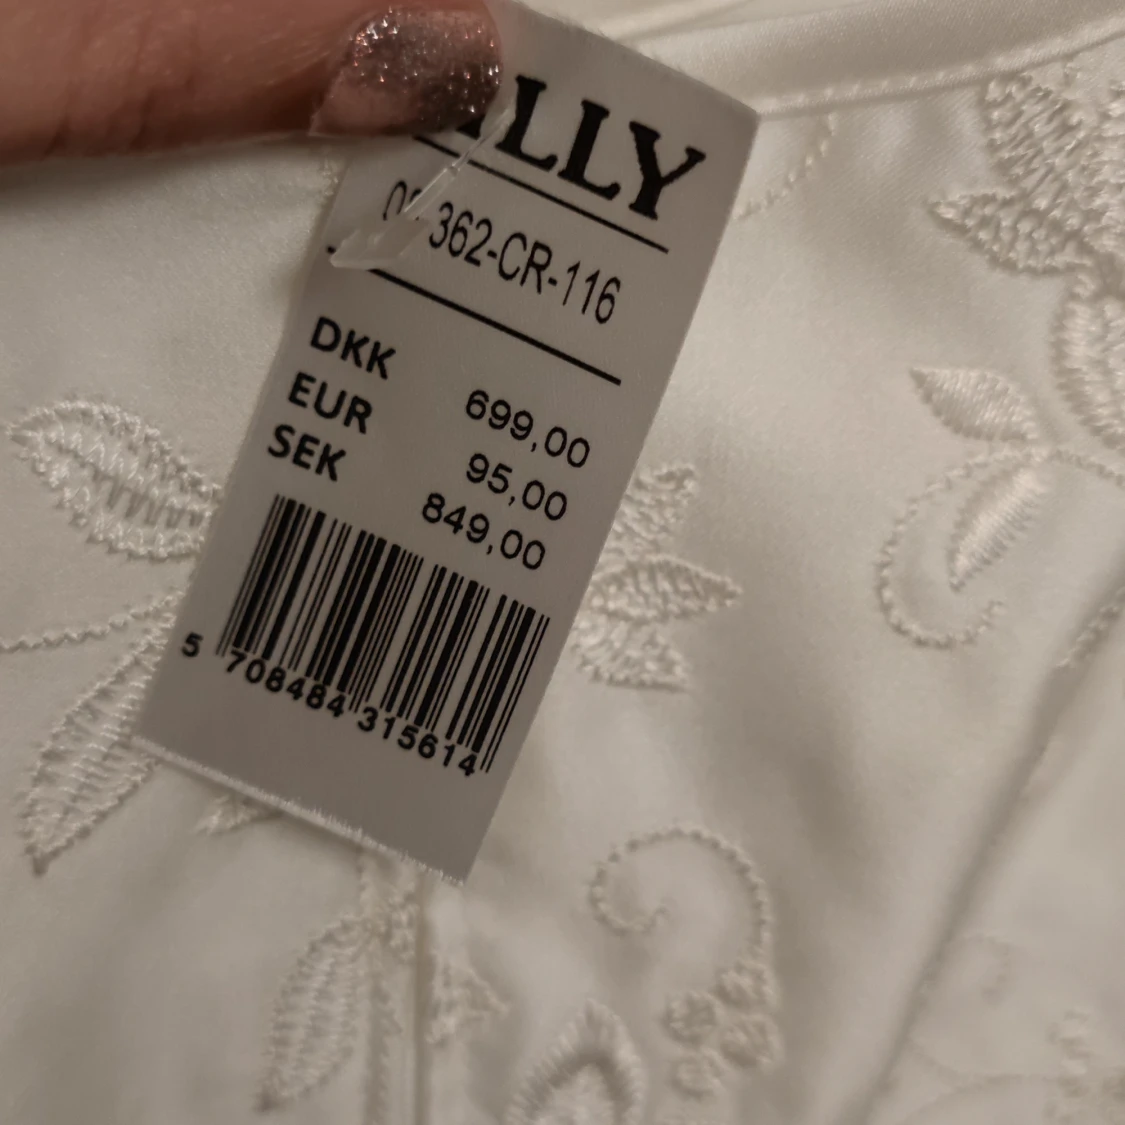 LLY
362-CR-116
DKK 699,00
EUR 95,00
SEK 849,00
5 708484 315614